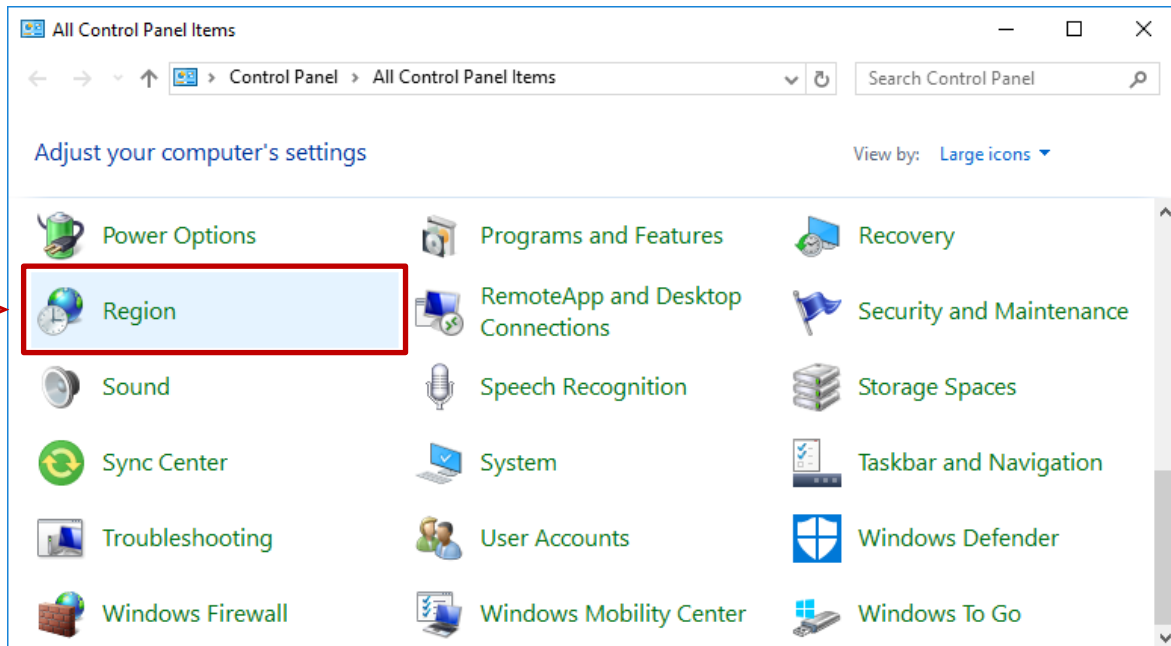 All Control Panel Items
Control Panel > All Control Panel Items
Search Control Panel
Adjust your computer's settings
View by: Large icons
Power Options
Programs and Features
Recovery
Region
RemoteApp and Desktop
Connections
Security and Maintenance
Sound
Speech Recognition
Storage Spaces
Sync Center
System
Taskbar and Navigation
Troubleshooting
User Accounts
Windows Defender
Windows Firewall
Windows Mobility Center
Windows To Go